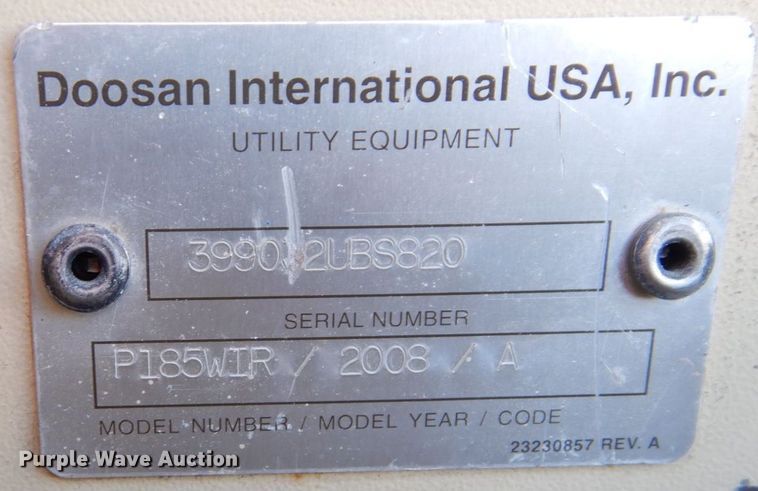 Doosan International USA, Inc.
UTILITY EQUIPMENT
SERIAL NUMBER
P185WIR / 2008 / A
MODEL NUMBER / MODEL YEAR / CODE
23230857 REV. A
Purple Wave Auction